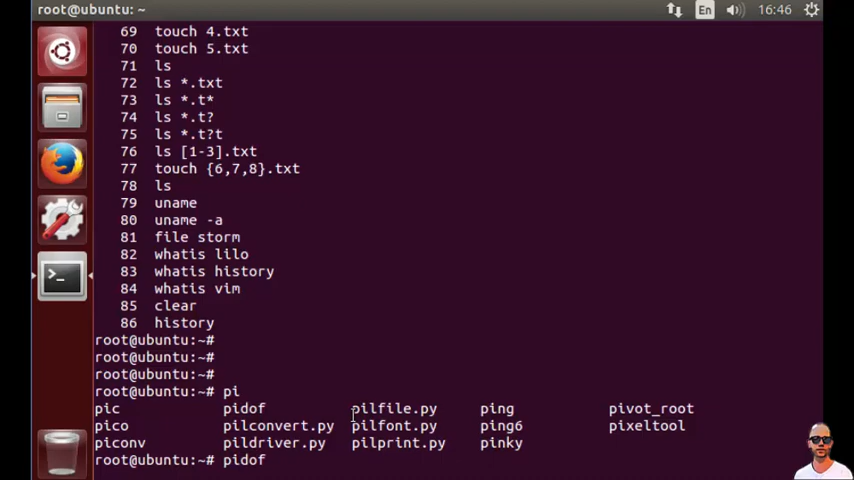 root@ubuntu: ~
En
16:46
69 touch 4.txt
70 touch 5.txt
71 ls
72 ls *.txt
73 ls *.t*
74 ls *.t?
75 ls *.t?t
76 ls [1-3].txt
77 touch {6,7,8}.txt
78 ls
79 uname
80 uname -a
81 file storm
82 whatis lilo
83 whatis history
84 whatis vim
85 clear
86 history
root@ubuntu:~#
root@ubuntu:~#
root@ubuntu:~#
root@ubuntu:~# pi
pic pidof pilfile.py ping pivot_root
pico pilconvert.py pilfont.py ping6 pixeltool
piconv pildriver.py pilprint.py pinky
root@ubuntu:~# pidof